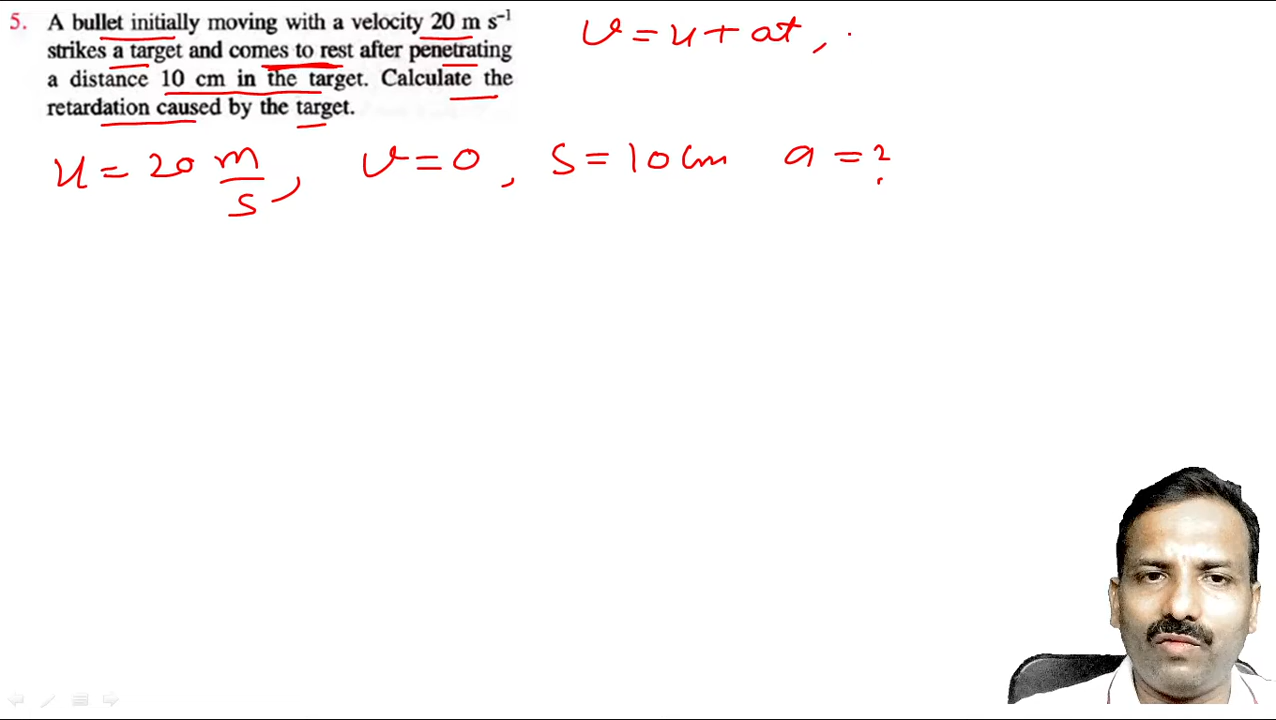 5. A bullet initially moving with a velocity 20 m s⁻¹
strikes a target and comes to rest after penetrating
a distance 10 cm in the target. Calculate the
retardation caused by the target.
v = u + at,
u = 20 m/s, v = 0, s = 10 cm a = ?